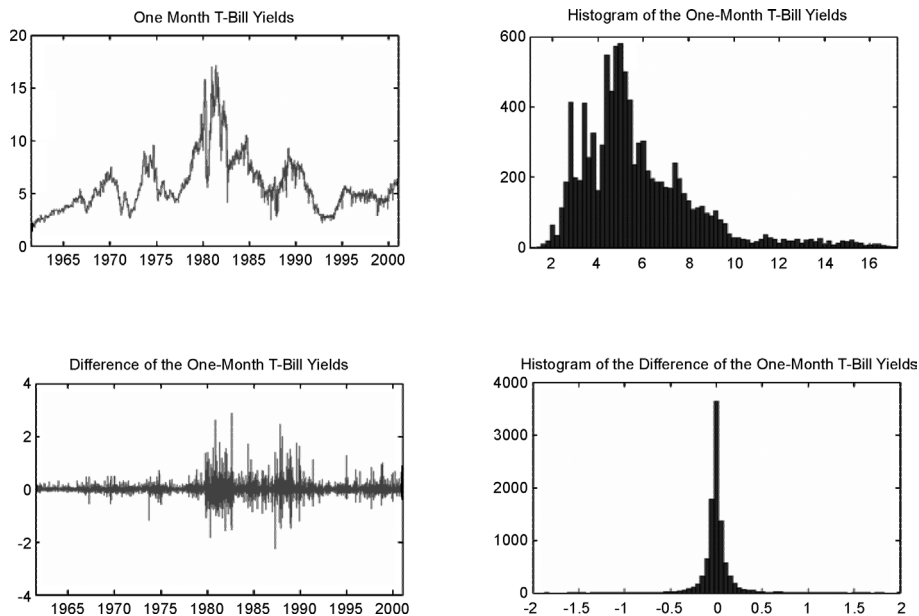 One Month T-Bill Yields
20
15
10
5
0
1965 1970 1975 1980 1985 1990 1995 2000
Histogram of the One-Month T-Bill Yields
600
400
200
0
2 4 6 8 10 12 14 16
Difference of the One-Month T-Bill Yields
4
2
0
-2
-4
1965 1970 1975 1980 1985 1990 1995 2000
Histogram of the Difference of the One-Month T-Bill Yields
4000
3000
2000
1000
0
-2 -1.5 -1 -0.5 0 0.5 1 1.5 2